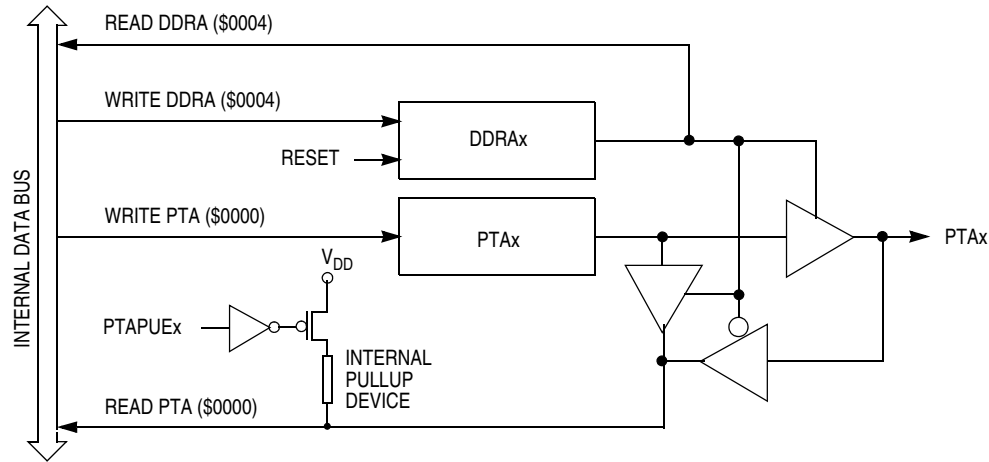 READ DDRA ($0004)
WRITE DDRA ($0004)
DDRAx
RESET
INTERNAL DATA BUS
WRITE PTA ($0000)
PTAx
PTAx
VDD
PTAPUEx
INTERNAL
PULLUP
DEVICE
READ PTA ($0000)